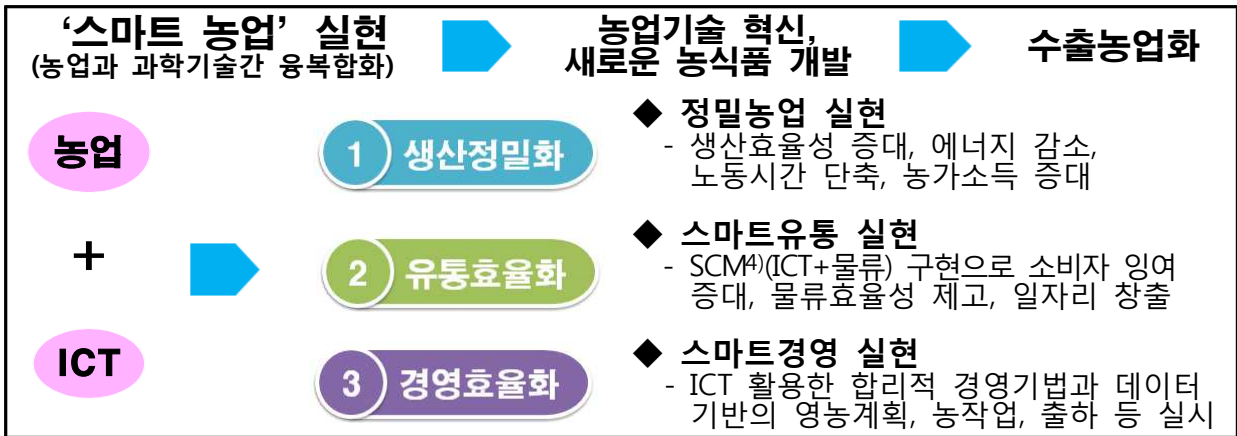 ‘스마트 농업’ 실현
(농업과 과학기술간 융복합화)
농업기술 혁신,
새로운 농식품 개발
수출농업화
농업
+
ICT
1 생산정밀화
◆ 정밀농업 실현
- 생산효율성 증대, 에너지 감소,
노동시간 단축, 농가소득 증대
2 유통효율화
◆ 스마트유통 실현
- SCM4)(ICT+물류) 구현으로 소비자 잉여
증대, 물류효율성 제고, 일자리 창출
3 경영효율화
◆ 스마트경영 실현
- ICT 활용한 합리적 경영기법과 데이터
기반의 영농계획, 농작업, 출하 등 실시